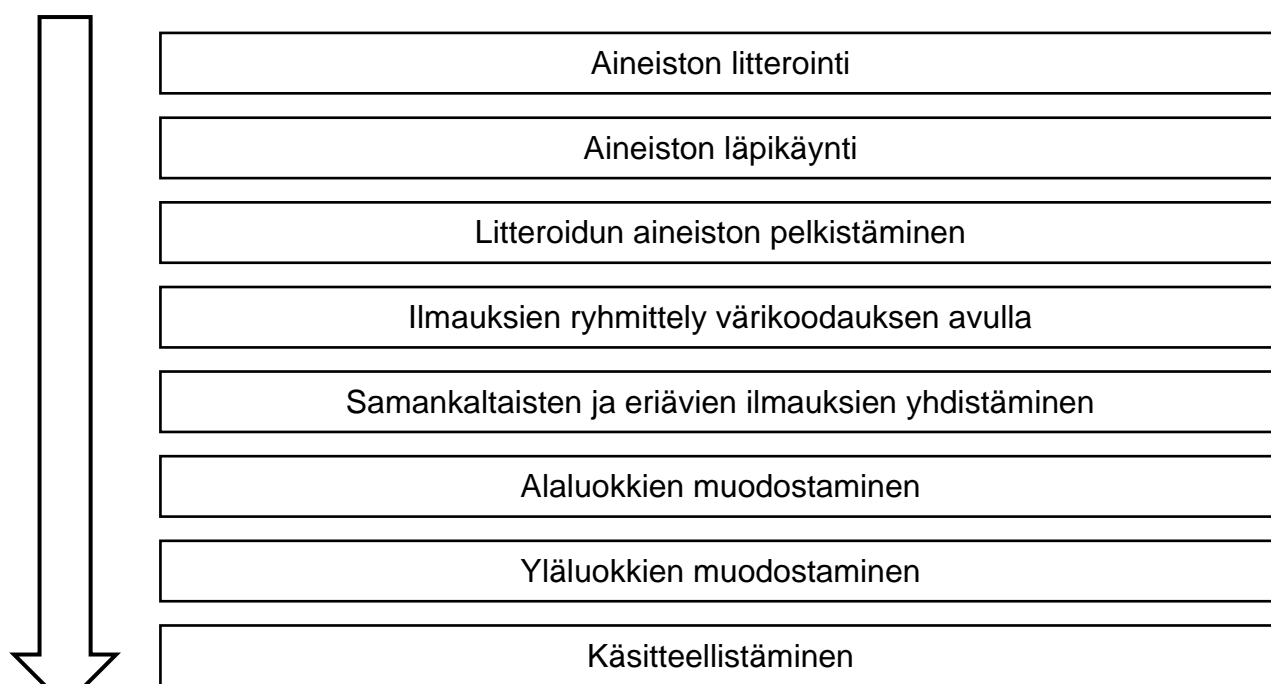 Aineiston litterointi
Aineiston läpikäynti
Litteroidun aineiston pelkistäminen
Ilmauksien ryhmittely värikoodauksen avulla
Samankaltaisten ja eriävien ilmauksien yhdistäminen
Alaluokkien muodostaminen
Yläluokkien muodostaminen
Käsitteellistäminen